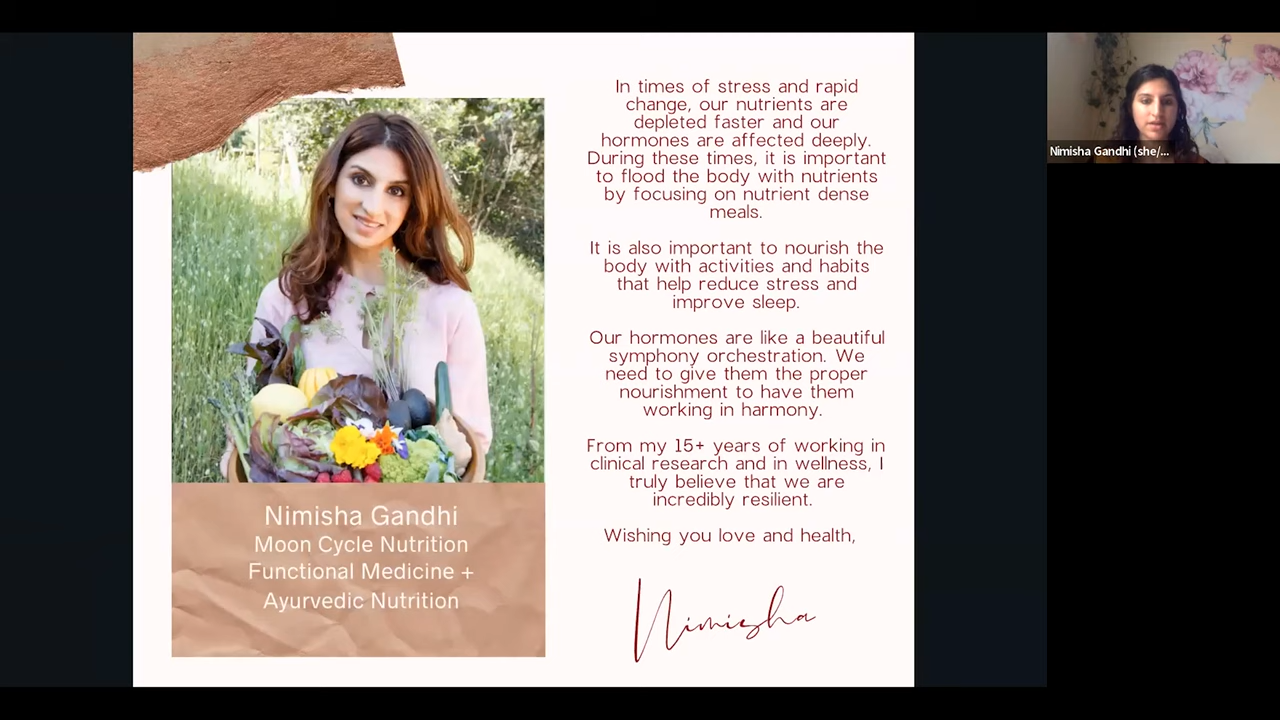 In times of stress and rapid
change, our nutrients are
depleted faster and our
hormones are affected deeply.
During these times, it is important
to flood the body with nutrients
by focusing on nutrient dense
meals.
It is also important to nourish the
body with activities and habits
that help reduce stress and
improve sleep.
Our hormones are like a beautiful
symphony orchestration. We
need to give them the proper
nourishment to have them
working in harmony.
From my 15+ years of working in
clinical research and in wellness, I
truly believe that we are
incredibly resilient.
Wishing you love and health,
Nimisha
Nimisha Gandhi
Moon Cycle Nutrition
Functional Medicine +
Ayurvedic Nutrition
Nimisha Gandhi (she/...